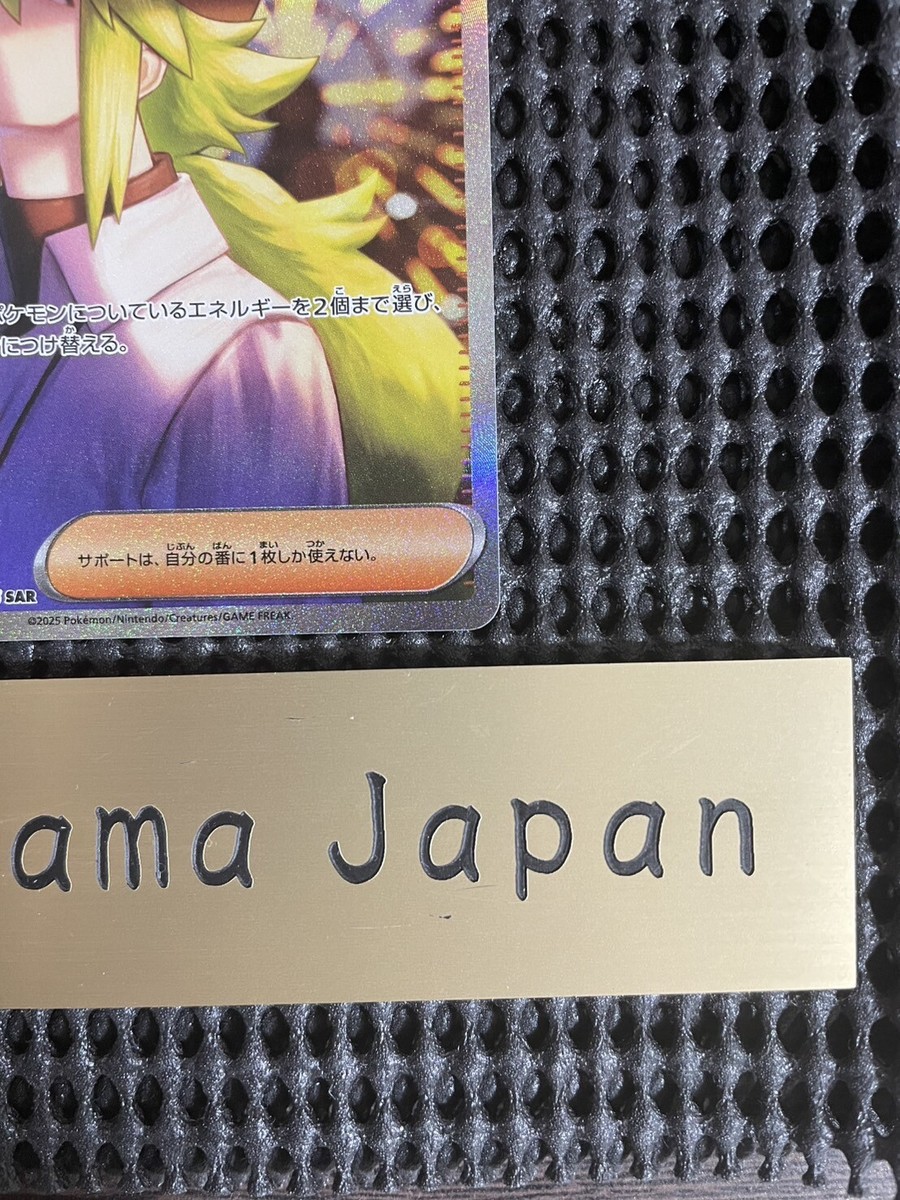 ポケモンについているエネルギーを2個まで選び、
につけ替える。
サポートは、自分の番に1枚しか使えない。
SAR
©2025 Pokémon/Nintendo/Creatures/GAME FREAK
ama Japan